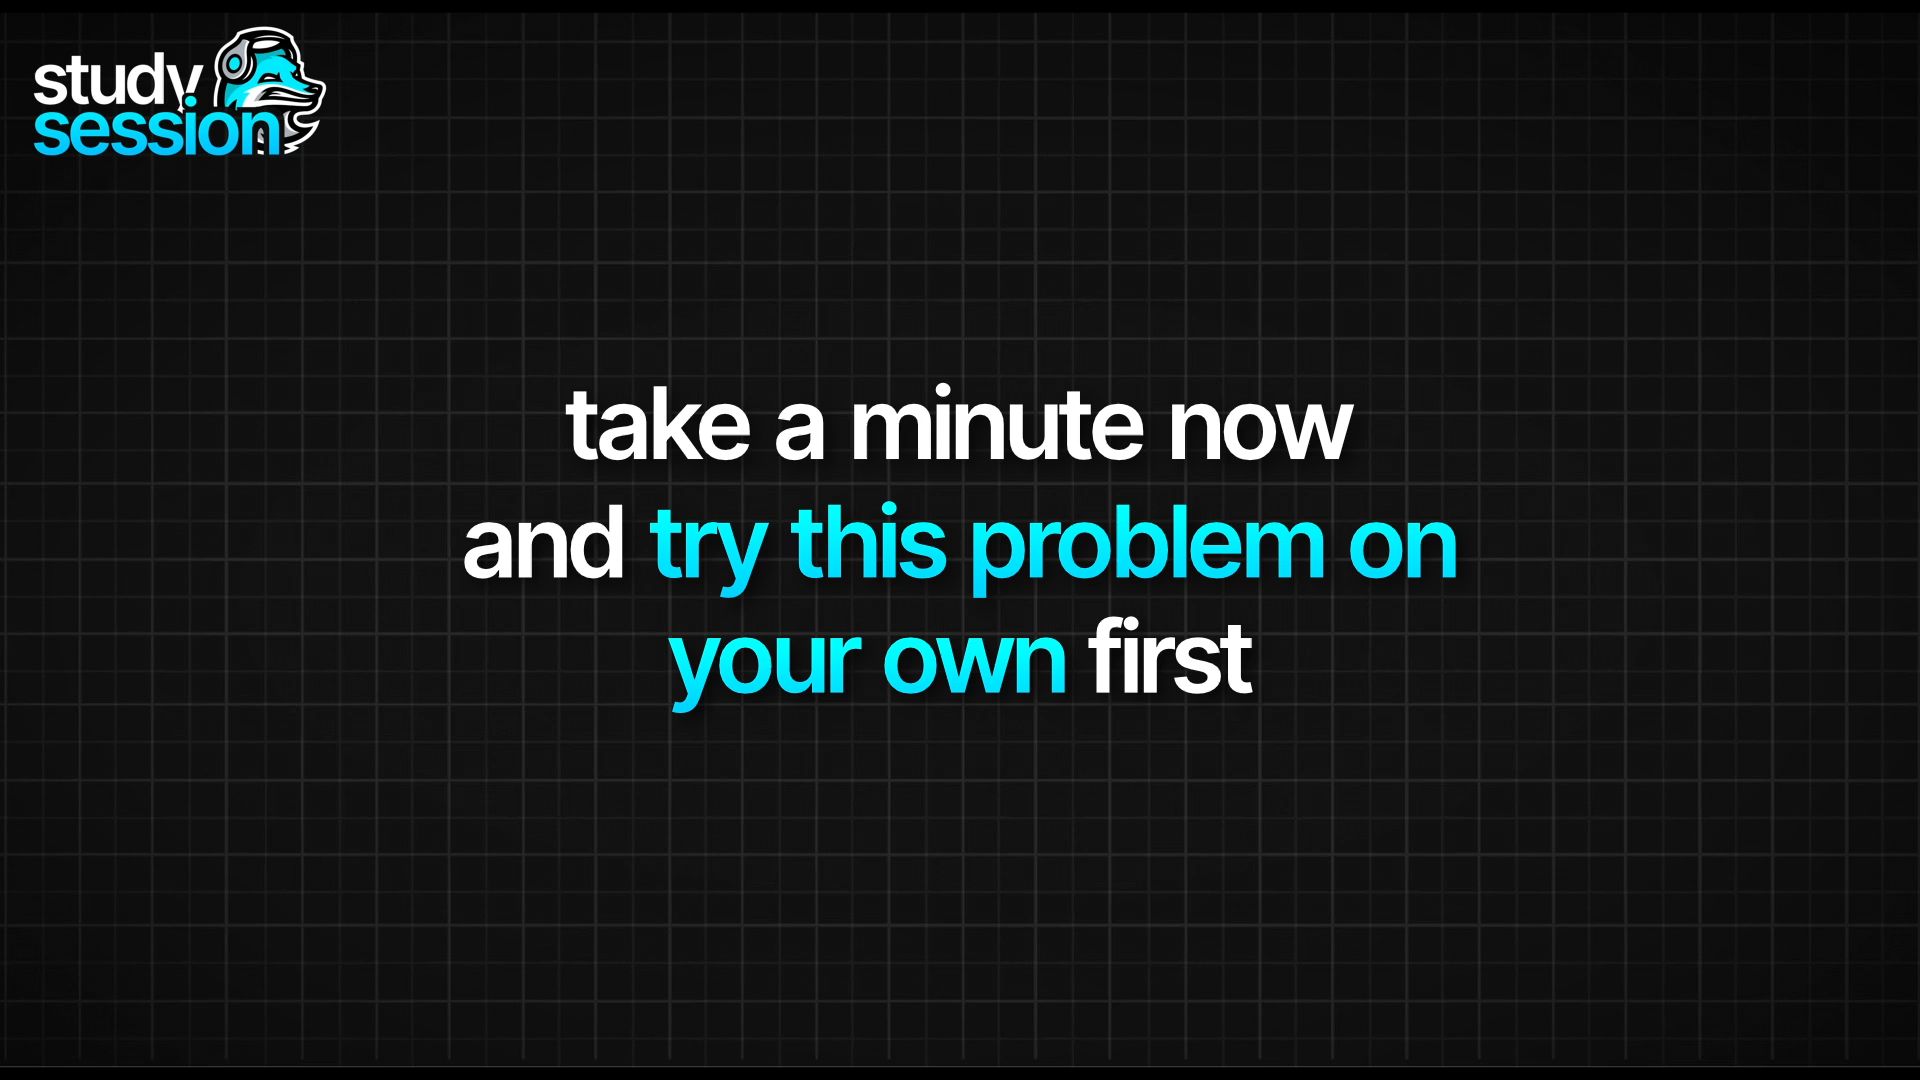 study
session
take a minute now
and try this problem on
your own first